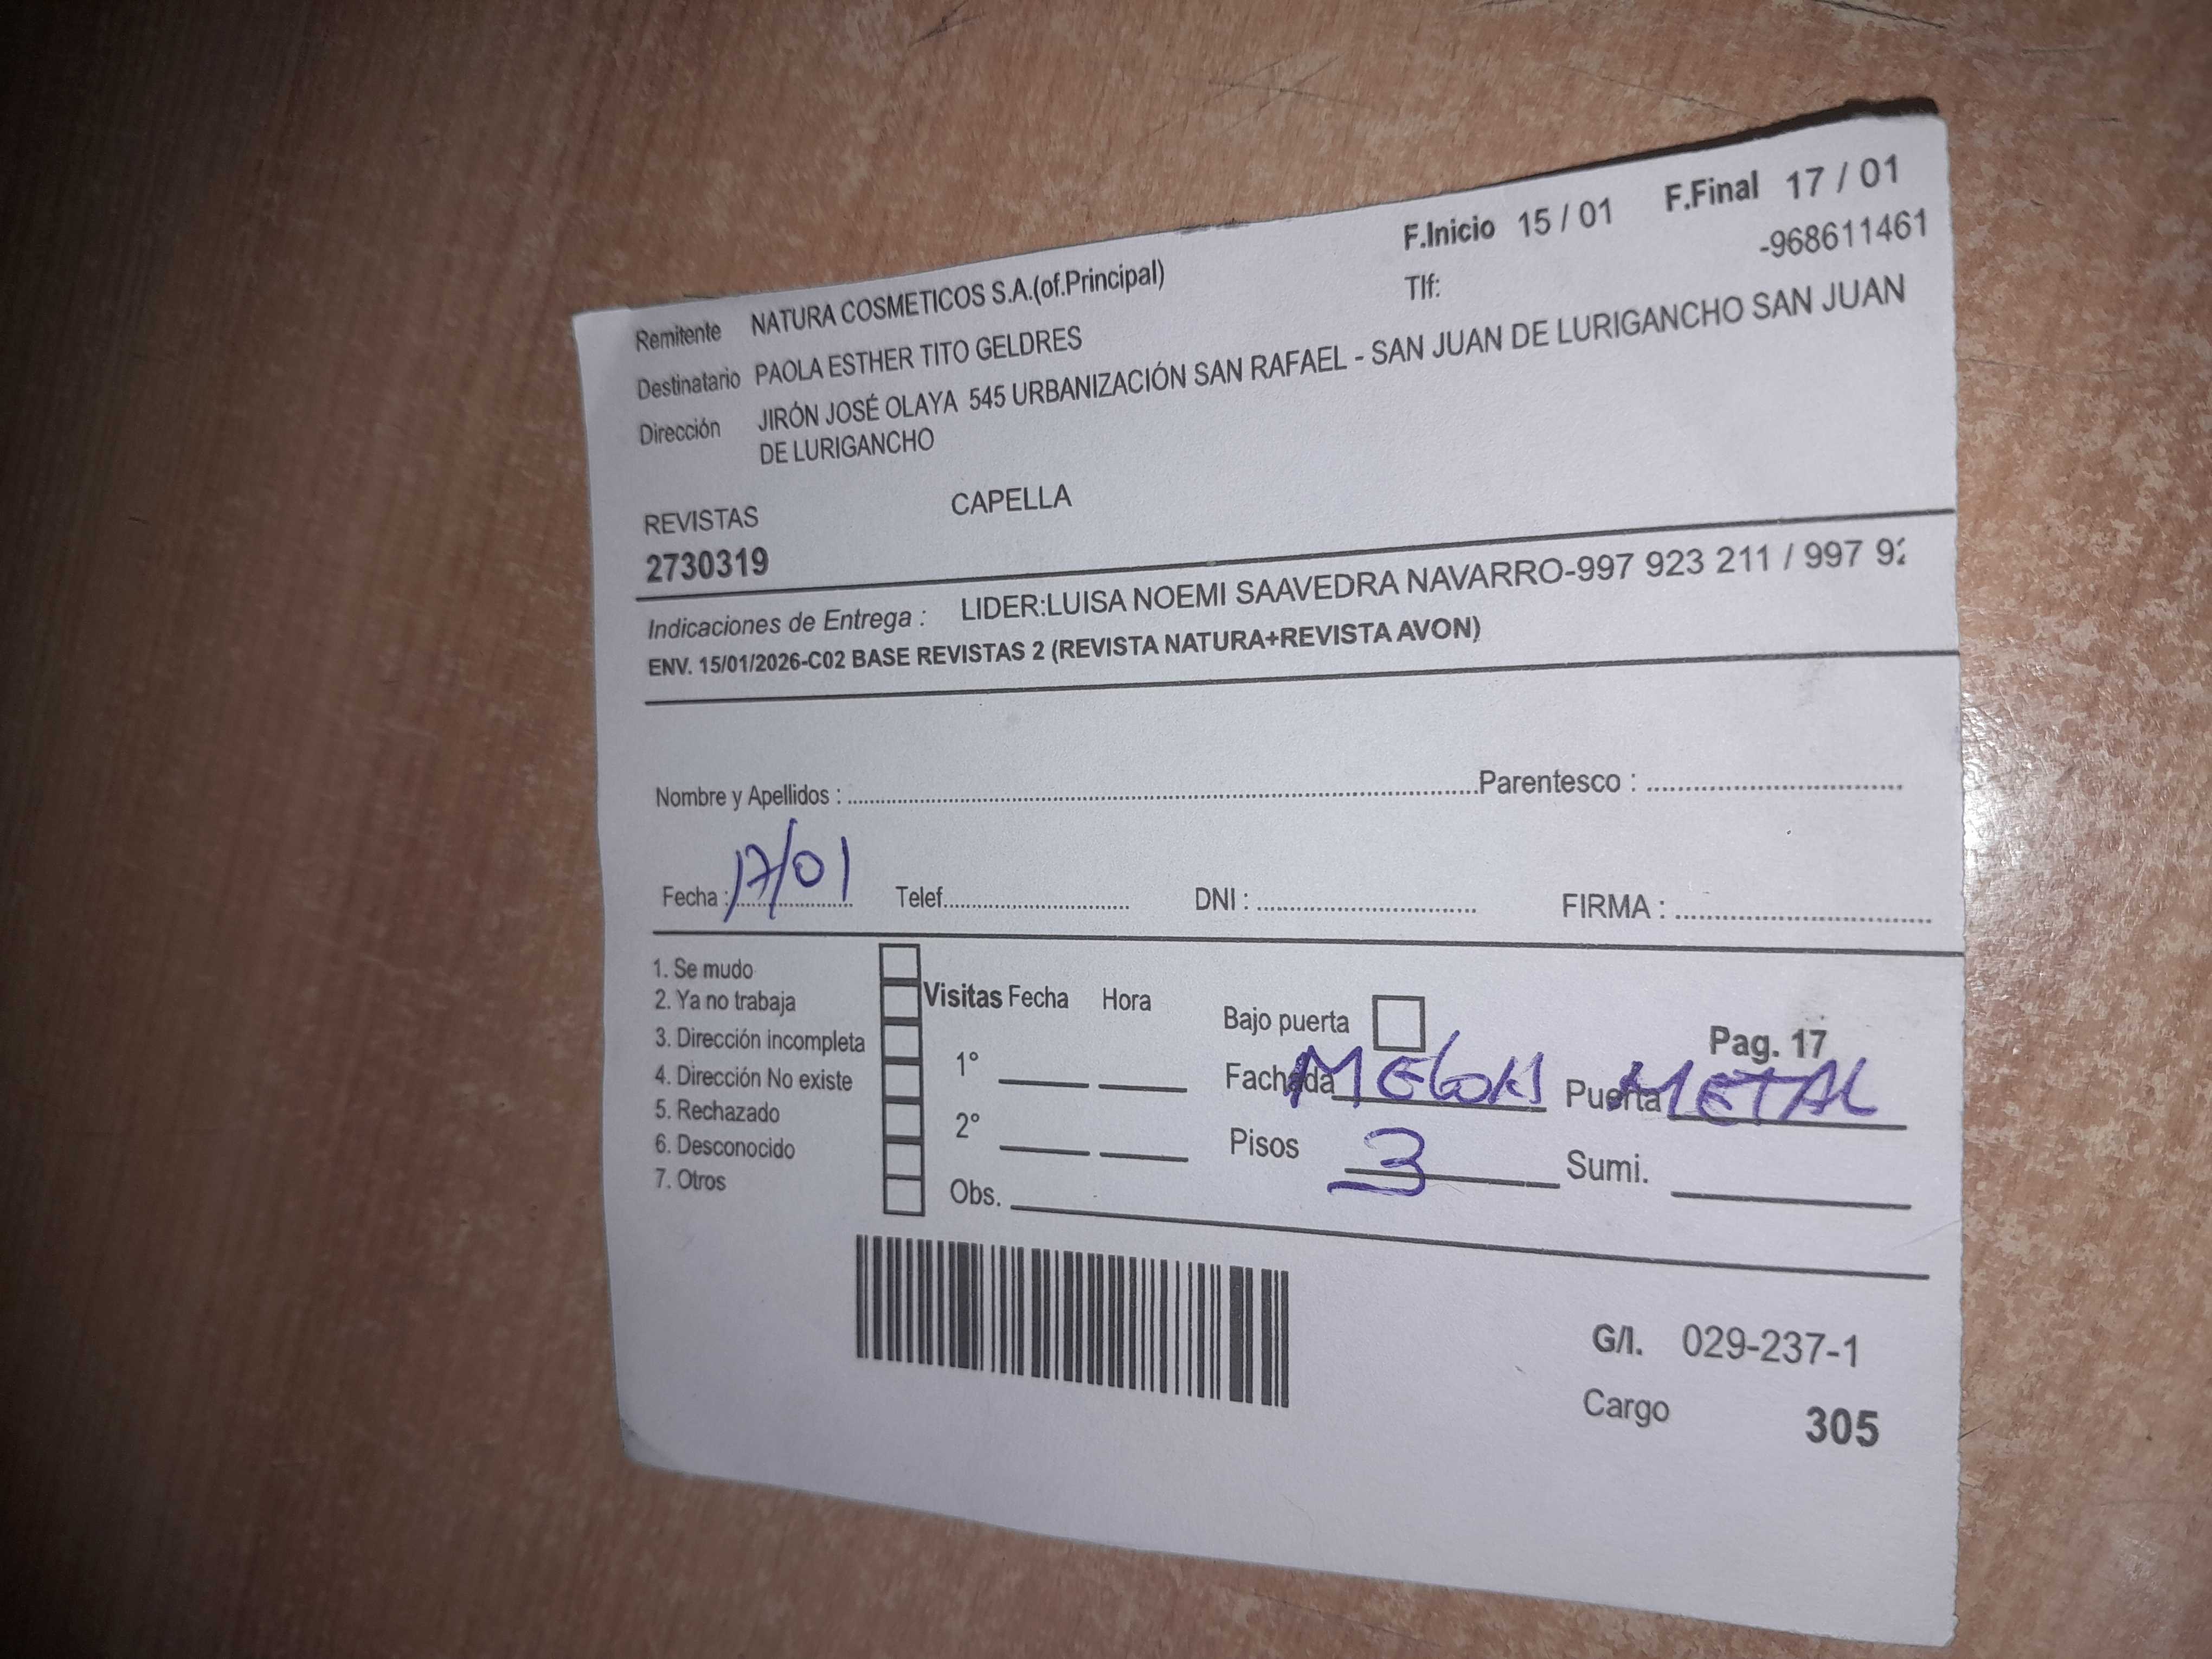 F.Inicio 15 / 01 F.Final 17 / 01
Remitente NATURA COSMETICOS S.A.(of.Principal) Tlf: -968611461
Destinatario PAOLA ESTHER TITO GELDRES
Dirección JIRÓN JOSÉ OLAYA 545 URBANIZACIÓN SAN RAFAEL - SAN JUAN DE LURIGANCHO SAN JUAN
DE LURIGANCHO
REVISTAS CAPELLA
2730319
Indicaciones de Entrega : LIDER:LUISA NOEMI SAAVEDRA NAVARRO-997 923 211 / 997 92
ENV. 15/01/2026-C02 BASE REVISTAS 2 (REVISTA NATURA+REVISTA AVON)
Nombre y Apellidos : Parentesco :
Fecha : 17/01 Telef. DNI : FIRMA :
1. Se mudo
2. Ya no trabaja
3. Dirección incompleta
4. Dirección No existe
5. Rechazado
6. Desconocido
7. Otros
Visitas Fecha Hora
1°
2°
Obs.
Bajo puerta
Pag. 17
Fachada MELON Puerta METAL
Pisos 3 Sumi.
G/I. 029-237-1
Cargo 305